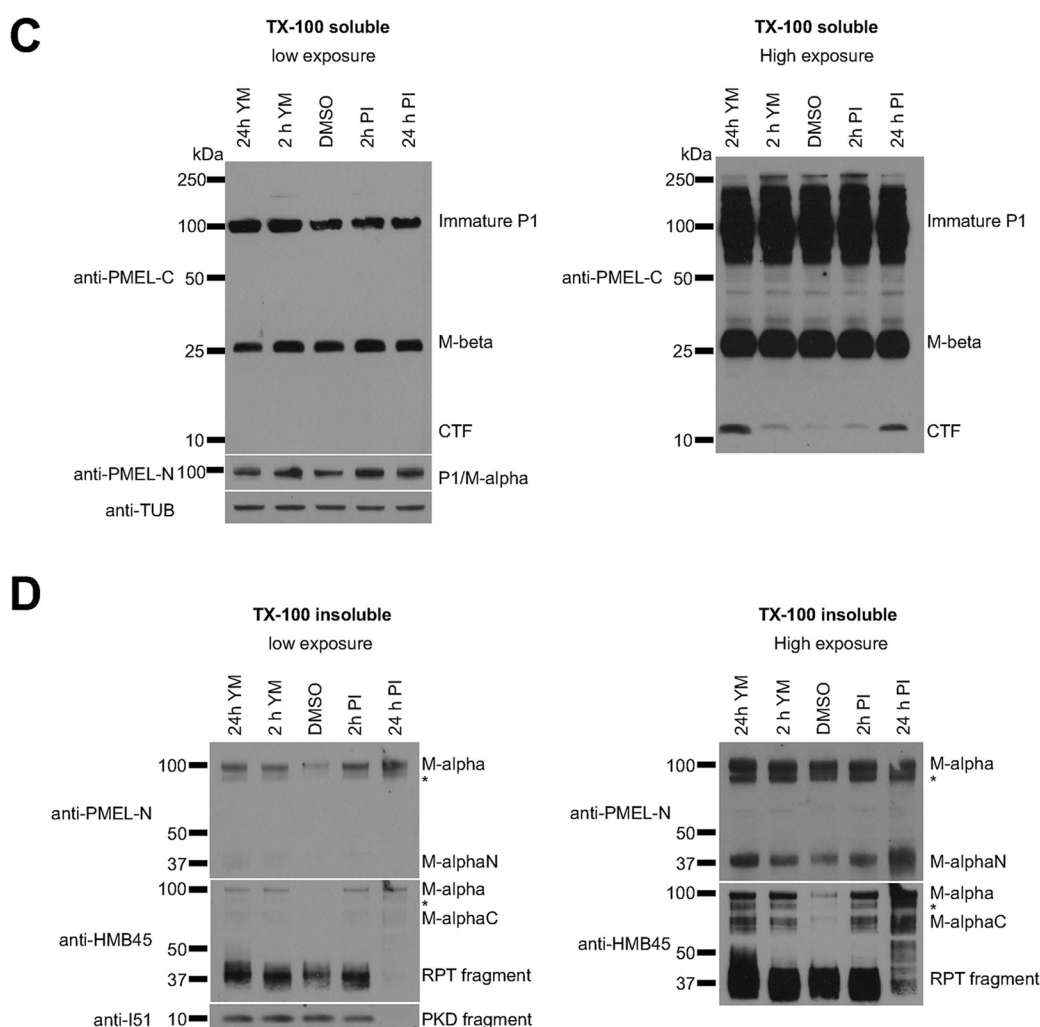 C
TX-100 soluble
low exposure
24h YM
2 h YM
DMSO
2h PI
24 h PI
kDa
250
100
50
25
10
anti-PMEL-C
Immature P1
M-beta
CTF
anti-PMEL-N
100
P1/M-alpha
anti-TUB
TX-100 soluble
High exposure
24h YM
2 h YM
DMSO
2h PI
24 h PI
kDa
250
100
50
25
10
anti-PMEL-C
Immature P1
M-beta
CTF
D
TX-100 insoluble
low exposure
24h YM
2 h YM
DMSO
2h PI
24 h PI
anti-PMEL-N
100
50
37
M-alpha
*
M-alphaN
anti-HMB45
100
50
37
M-alpha
*
M-alphaC
RPT fragment
anti-I51
10
PKD fragment
TX-100 insoluble
High exposure
24h YM
2 h YM
DMSO
2h PI
24 h PI
anti-PMEL-N
100
50
37
M-alpha
*
M-alphaN
anti-HMB45
100
50
37
M-alpha
*
M-alphaC
RPT fragment